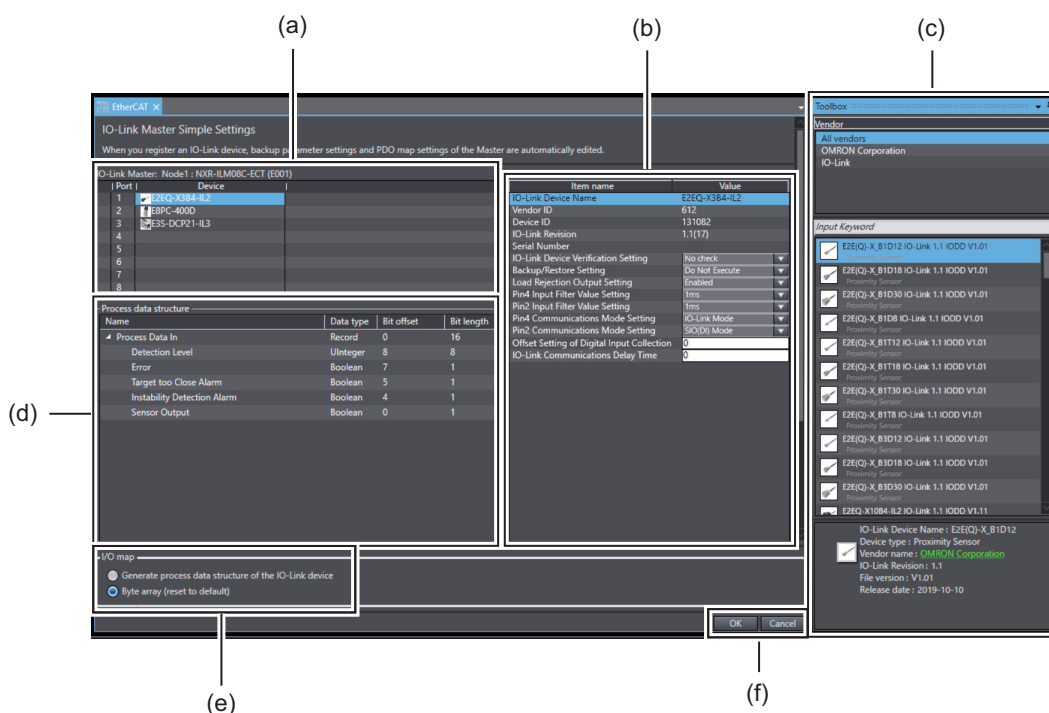 (a)
(b)
(c)
EtherCAT ×
IO-Link Master Simple Settings
When you register an IO-Link device, backup parameter settings and PDO map settings of the Master are automatically edited.
IO-Link Master: Node1 : NXR-ILM08C-ECT (E001)
Port Device
1 E2EQ-X3B4-IL2
2 E8PC-400D
3 E3S-DCP21-IL3
4
5
6
7
8
Process data structure
Name Data type Bit offset Bit length
Process Data In Record 0 16
Detection Level UInteger 8 8
Error Boolean 7 1
Target too Close Alarm Boolean 5 1
Instability Detection Alarm Boolean 4 1
Sensor Output Boolean 0 1
(d)
I/O map
Generate process data structure of the IO-Link device
Byte array (reset to default)
(e)
Item name Value
IO-Link Device Name E2EQ-X3B4-IL2
Vendor ID 612
Device ID 131082
IO-Link Revision 1.1(17)
Serial Number
IO-Link Device Verification Setting No check
Backup/Restore Setting Do Not Execute
Load Rejection Output Setting Enabled
Pin4 Input Filter Value Setting 1ms
Pin2 Input Filter Value Setting 1ms
Pin4 Communications Mode Setting IO-Link Mode
Pin2 Communications Mode Setting SIO(DI) Mode
Offset Setting of Digital Input Collection 0
IO-Link Communications Delay Time 0
OK Cancel
(f)
Toolbox
Vendor
All vendors
OMRON Corporation
IO-Link
Input Keyword
E2E(Q)-X_B1D12 IO-Link 1.1 IODD V1.01
Proximity Sensor
E2E(Q)-X_B1D18 IO-Link 1.1 IODD V1.01
Proximity Sensor
E2E(Q)-X_B1D30 IO-Link 1.1 IODD V1.01
Proximity Sensor
E2E(Q)-X_B1D8 IO-Link 1.1 IODD V1.01
Proximity Sensor
E2E(Q)-X_B1T12 IO-Link 1.1 IODD V1.01
Proximity Sensor
E2E(Q)-X_B1T18 IO-Link 1.1 IODD V1.01
Proximity Sensor
E2E(Q)-X_B1T30 IO-Link 1.1 IODD V1.01
Proximity Sensor
E2E(Q)-X_B1T8 IO-Link 1.1 IODD V1.01
Proximity Sensor
E2E(Q)-X_B3D12 IO-Link 1.1 IODD V1.01
Proximity Sensor
E2E(Q)-X_B3D18 IO-Link 1.1 IODD V1.01
Proximity Sensor
E2E(Q)-X_B3D30 IO-Link 1.1 IODD V1.01
Proximity Sensor
E2EQ-X10B4-IL2 IO-Link 1.1 IODD V1.11
IO-Link Device Name : E2E(Q)-X_B1D12
Device type : Proximity Sensor
Vendor name : OMRON Corporation
IO-Link Revision : 1.1
File version : V1.01
Release date : 2019-10-10